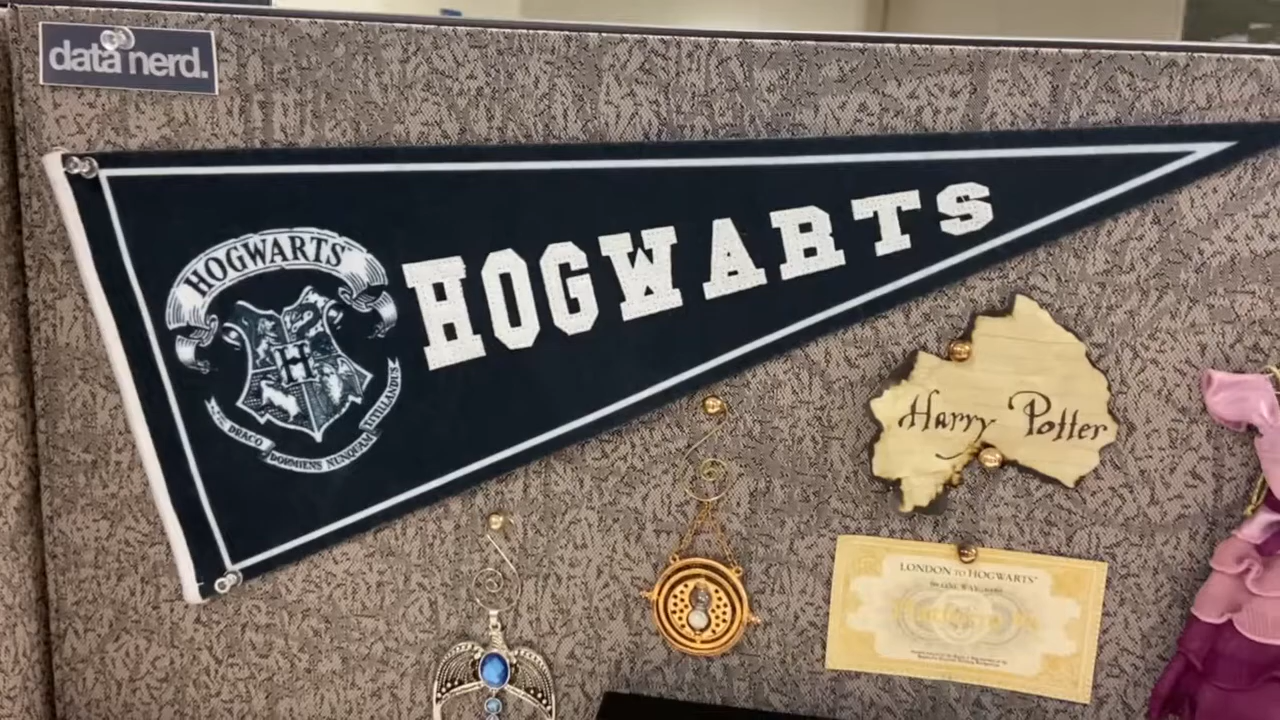 data nerd.
HOGWARTS
HOGWARTS
H
DRACO DORMIENS NUNQUAM TITILLANDUS
Harry Potter
LONDON TO HOGWARTS